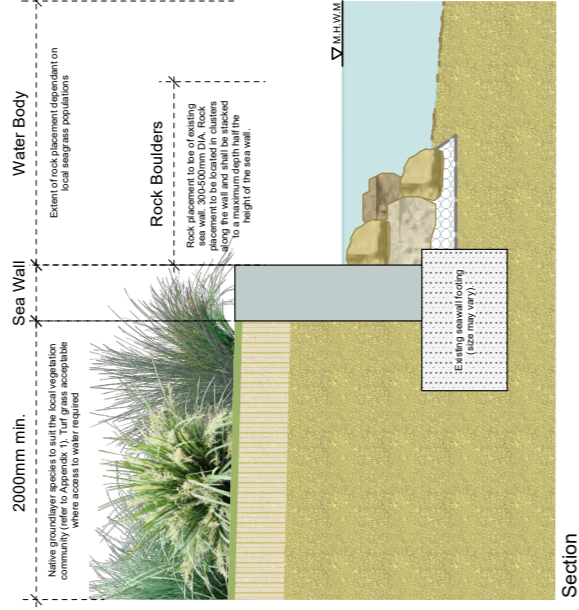 2000mm min.
Sea Wall
Water Body
Native groundlayer species to suit the local vegetation
community (refer to Appendix 1). Turf grass acceptable
where access to water required
Extent of rock placement dependant on
local seagrass populations
Rock Boulders
Rock placement to toe of existing
sea wall. 300-500mm DIA. Rock
placement to be located in clusters
along the wall and shall be stacked
to a maximum depth half the
height of the sea wall.
M.H.W.M
Existing seawall footing
(size may vary).
Section